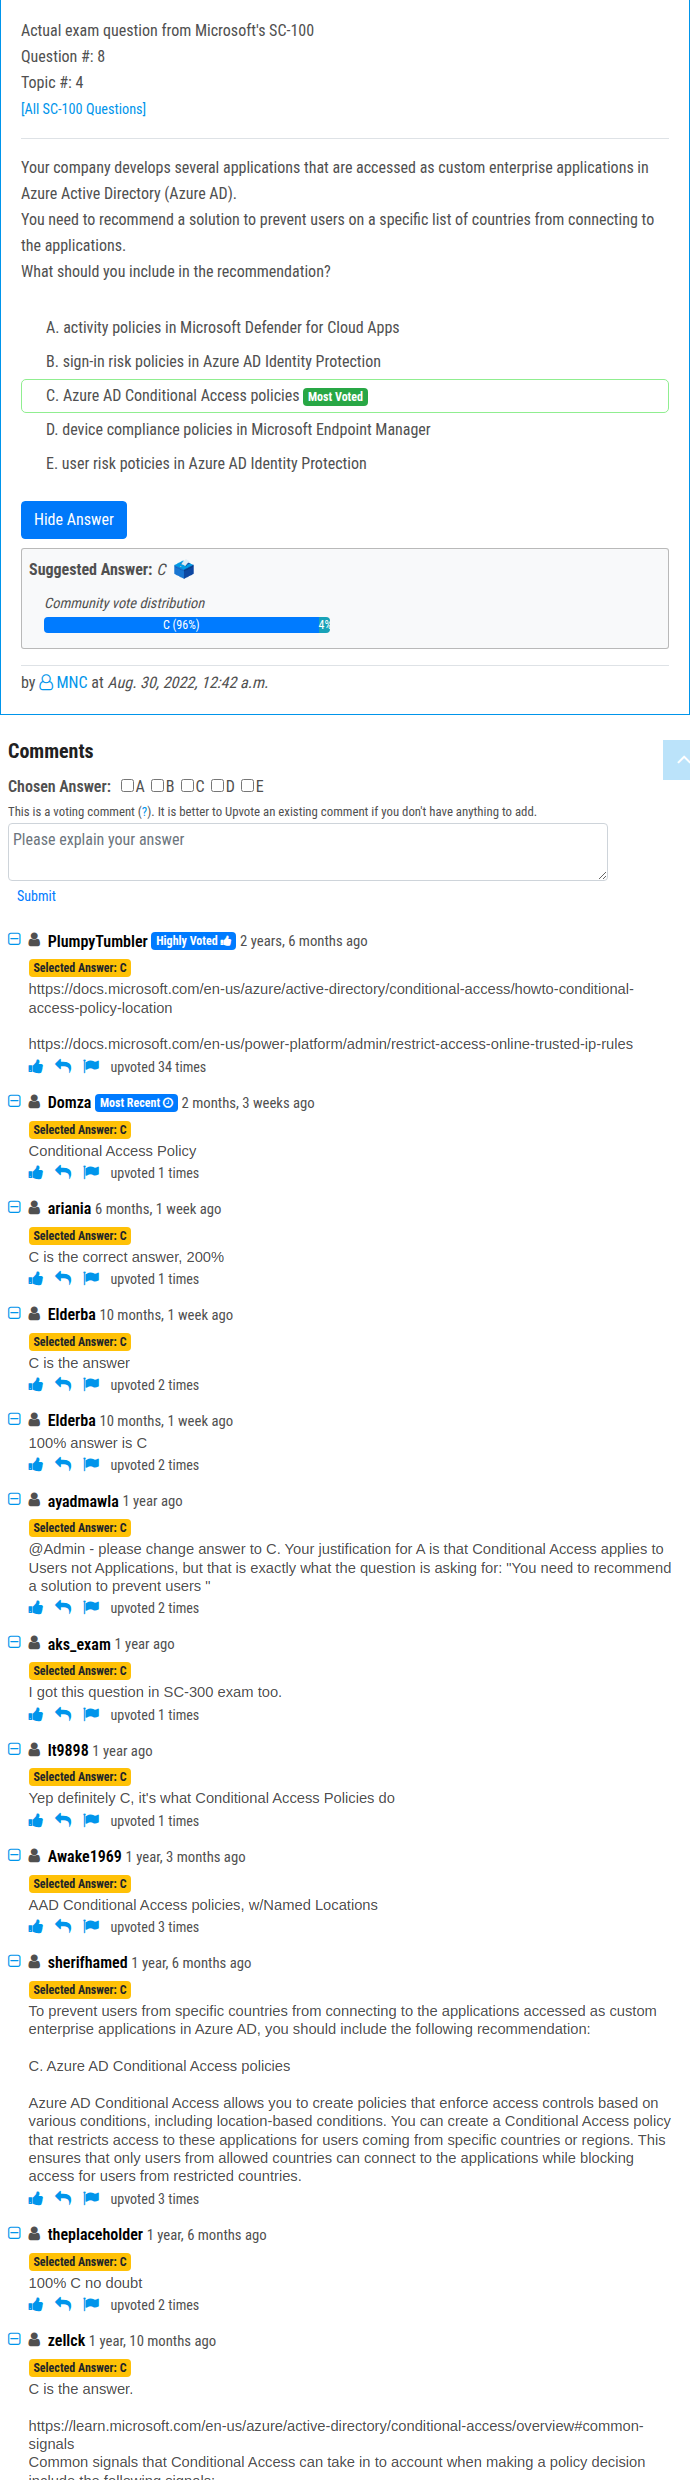 Actual exam question from Microsoft's SC-100
Question #: 8
Topic #: 4
[All SC-100 Questions]
Your company develops several applications that are accessed as custom enterprise applications in
Azure Active Directory (Azure AD).
You need to recommend a solution to prevent users on a specific list of countries from connecting to
the applications.
What should you include in the recommendation?
A. activity policies in Microsoft Defender for Cloud Apps
B. sign-in risk policies in Azure AD Identity Protection
C. Azure AD Conditional Access policies Most Voted
D. device compliance policies in Microsoft Endpoint Manager
E. user risk poticies in Azure AD Identity Protection
Hide Answer
Suggested Answer: C
Community vote distribution
C (96%) 4%
by MNC at Aug. 30, 2022, 12:42 a.m.
Comments
Chosen Answer: A B C D E
This is a voting comment (?). It is better to Upvote an existing comment if you don't have anything to add.
Please explain your answer
Submit
PlumpyTumbler Highly Voted 2 years, 6 months ago
Selected Answer: C
https://docs.microsoft.com/en-us/azure/active-directory/conditional-access/howto-conditional-
access-policy-location
https://docs.microsoft.com/en-us/power-platform/admin/restrict-access-online-trusted-ip-rules
upvoted 34 times
Domza Most Recent 2 months, 3 weeks ago
Selected Answer: C
Conditional Access Policy
upvoted 1 times
ariania 6 months, 1 week ago
Selected Answer: C
C is the correct answer, 200%
upvoted 1 times
Elderba 10 months, 1 week ago
Selected Answer: C
C is the answer
upvoted 2 times
Elderba 10 months, 1 week ago
100% answer is C
upvoted 2 times
ayadmawla 1 year ago
Selected Answer: C
@Admin - please change answer to C. Your justification for A is that Conditional Access applies to
Users not Applications, but that is exactly what the question is asking for: "You need to recommend
a solution to prevent users "
upvoted 2 times
aks_exam 1 year ago
Selected Answer: C
I got this question in SC-300 exam too.
upvoted 1 times
lt9898 1 year ago
Selected Answer: C
Yep definitely C, it's what Conditional Access Policies do
upvoted 1 times
Awake1969 1 year, 3 months ago
Selected Answer: C
AAD Conditional Access policies, w/Named Locations
upvoted 3 times
sherifhamed 1 year, 6 months ago
Selected Answer: C
To prevent users from specific countries from connecting to the applications accessed as custom
enterprise applications in Azure AD, you should include the following recommendation:
C. Azure AD Conditional Access policies
Azure AD Conditional Access allows you to create policies that enforce access controls based on
various conditions, including location-based conditions. You can create a Conditional Access policy
that restricts access to these applications for users coming from specific countries or regions. This
ensures that only users from allowed countries can connect to the applications while blocking
access for users from restricted countries.
upvoted 3 times
theplaceholder 1 year, 6 months ago
Selected Answer: C
100% C no doubt
upvoted 2 times
zellck 1 year, 10 months ago
Selected Answer: C
C is the answer.
https://learn.microsoft.com/en-us/azure/active-directory/conditional-access/overview#common-
signals
Common signals that Conditional Access can take in to account when making a policy decision
include the following signals: